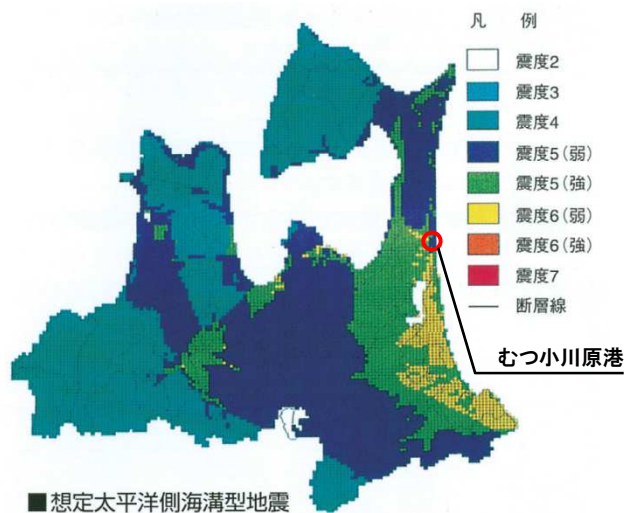 凡 例
震度2
震度3
震度4
震度5(弱)
震度5(強)
震度6(弱)
震度6(強)
震度7
断層線
むつ小川原港
■想定太平洋側海溝型地震